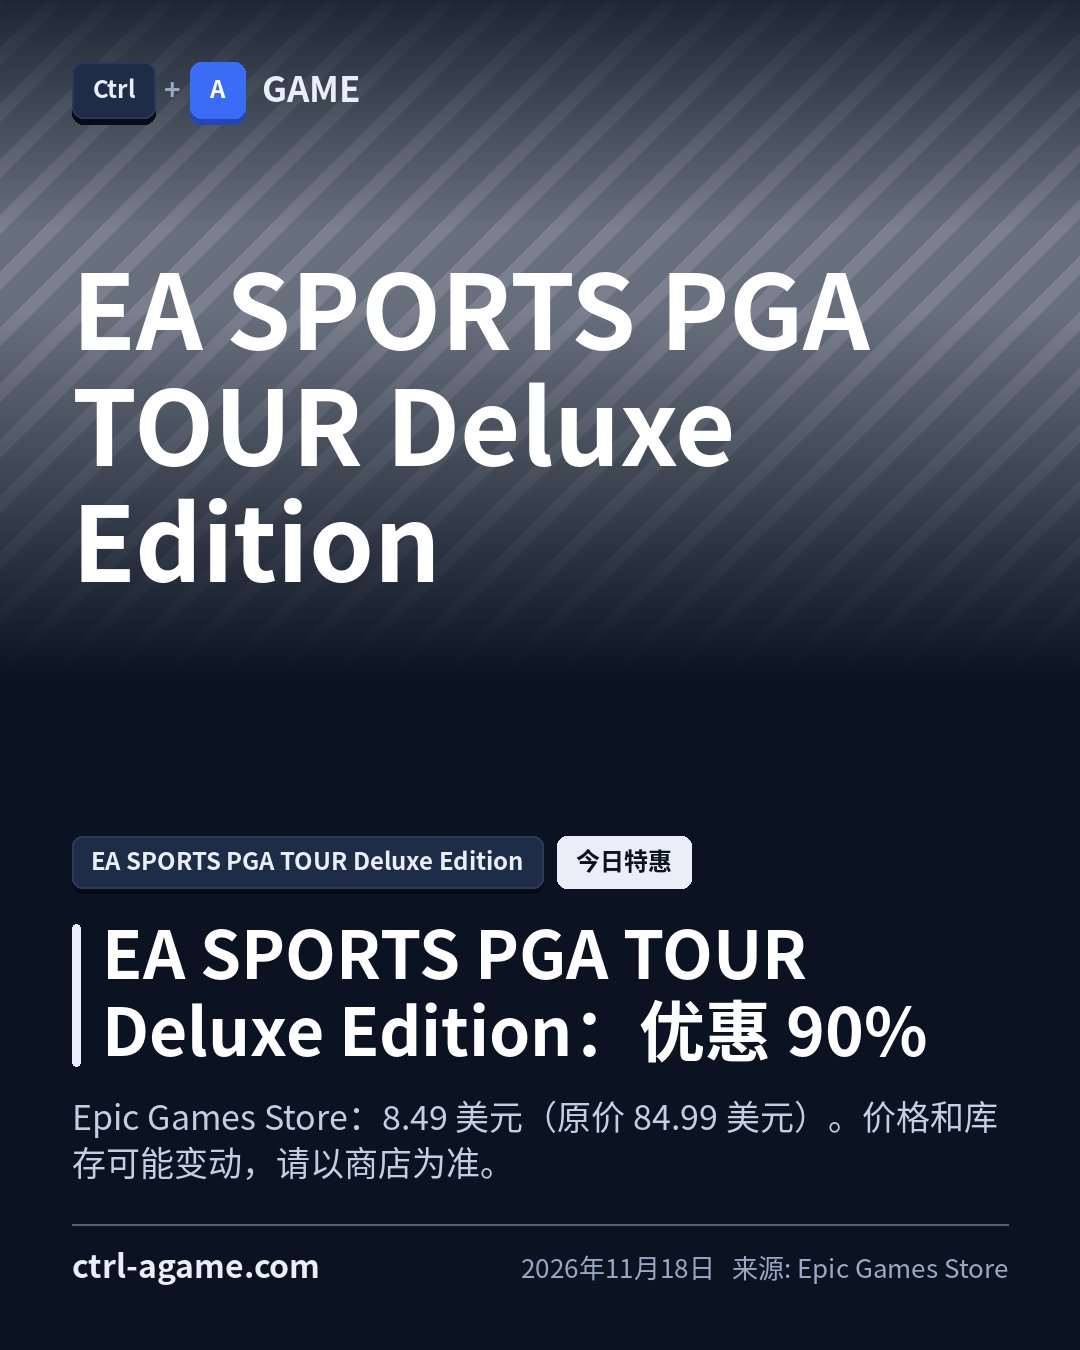 Ctrl + A GAME
EA SPORTS PGA
TOUR Deluxe
Edition
EA SPORTS PGA TOUR Deluxe Edition 今日特惠
EA SPORTS PGA TOUR
Deluxe Edition：优惠 90%
Epic Games Store：8.49 美元（原价 84.99 美元）。价格和库
存可能变动，请以商店为准。
ctrl-agame.com 2026年11月18日 来源: Epic Games Store